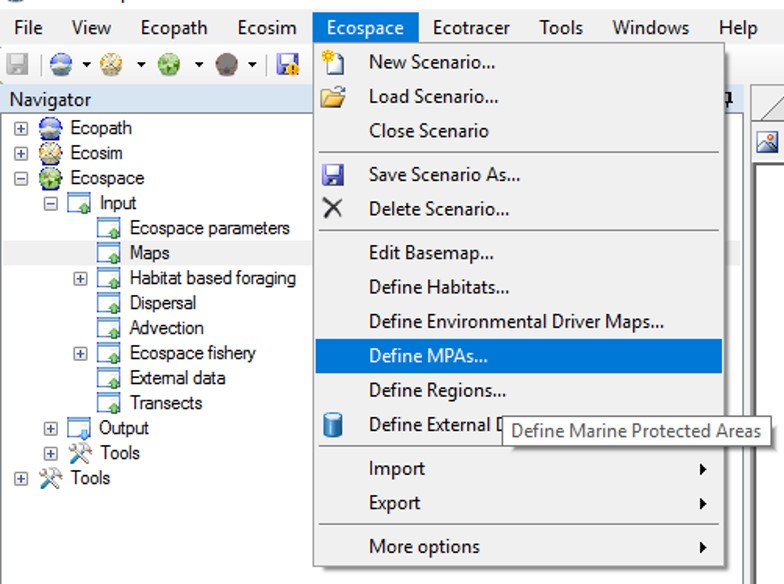 File View Ecopath Ecosim Ecospace Ecotracer Tools Windows Help
Navigator
Ecopath
Ecosim
Ecospace
Input
Ecospace parameters
Maps
Habitat based foraging
Dispersal
Advection
Ecospace fishery
External data
Transects
Output
Tools
Tools
New Scenario...
Load Scenario...
Close Scenario
Save Scenario As...
Delete Scenario...
Edit Basemap...
Define Habitats...
Define Environmental Driver Maps...
Define MPAs...
Define Regions...
Define External
Define Marine Protected Areas
Import
Export
More options